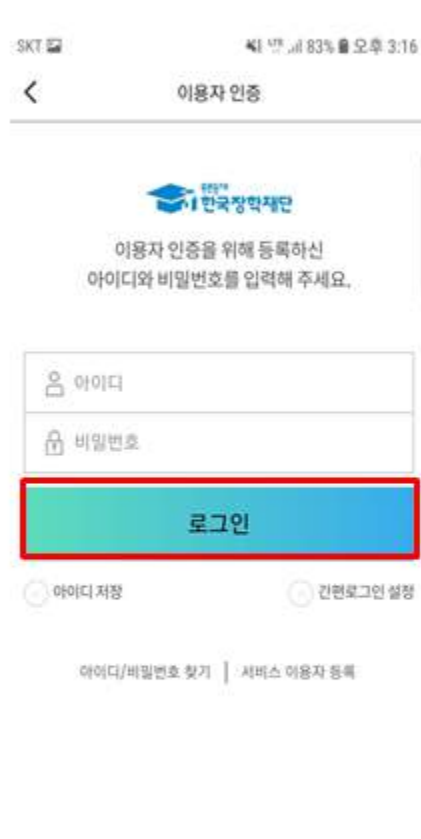 SKT 83% 오후 3:16
이용자 인증
한국장학재단
이용자 인증을 위해 등록하신
아이디와 비밀번호를 입력해 주세요.
아이디
비밀번호
로그인
아이디 저장 간편로그인 설정
아이디/비밀번호 찾기 | 서비스 이용자 등록